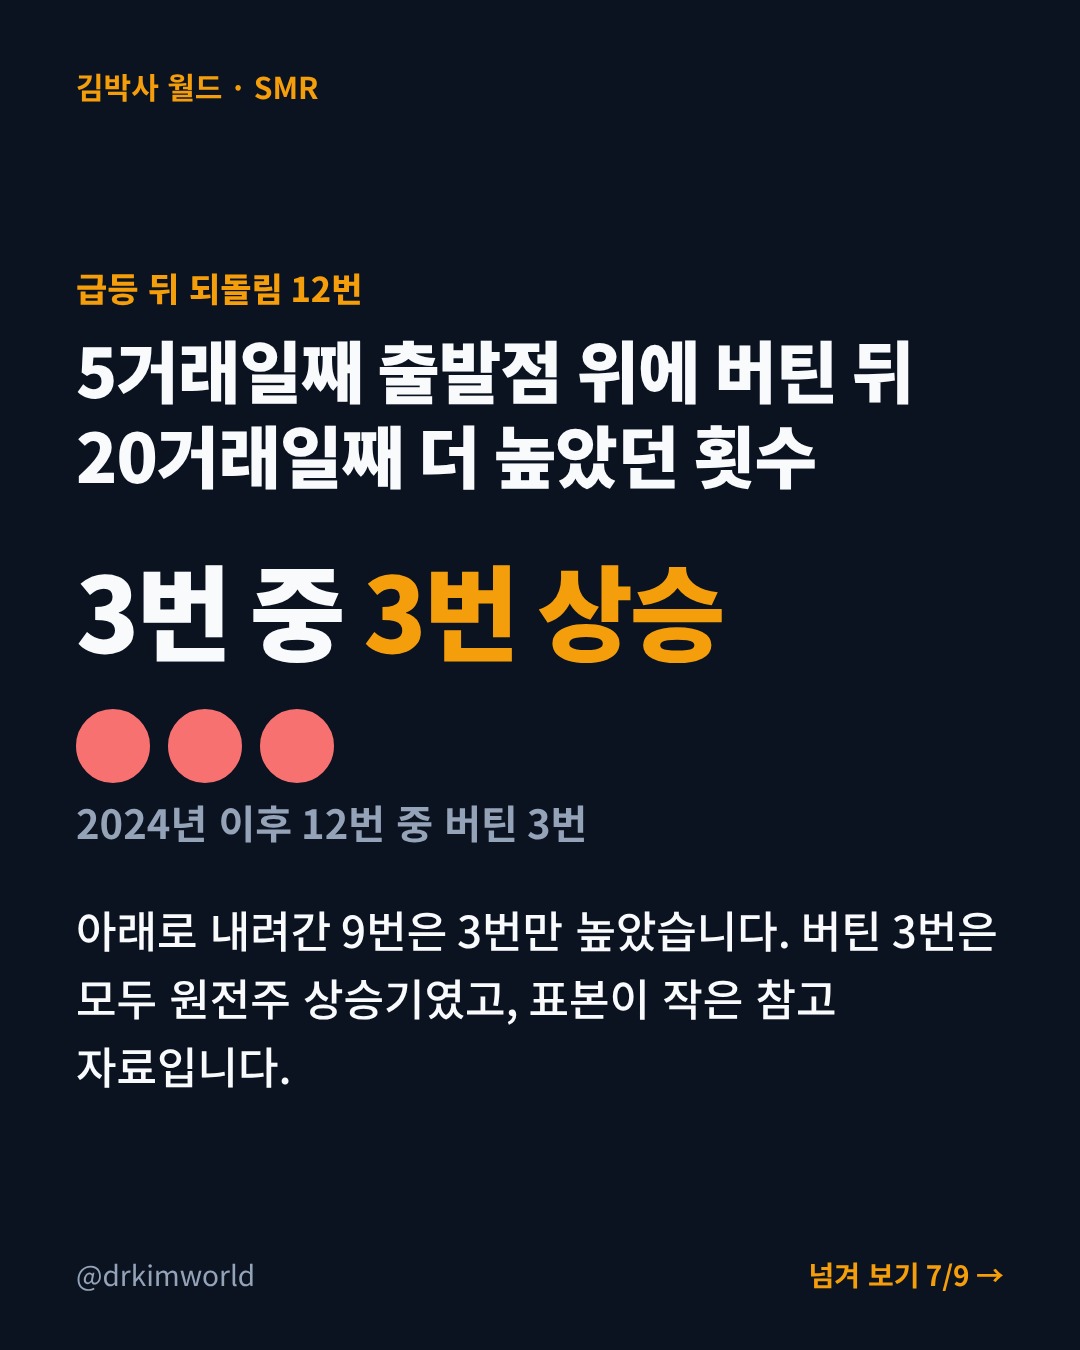 김박사 월드 · SMR
급등 뒤 되돌림 12번
5거래일째 출발점 위에 버틴 뒤
20거래일째 더 높았던 횟수
3번 중 3번 상승
2024년 이후 12번 중 버틴 3번
아래로 내려간 9번은 3번만 높았습니다. 버틴 3번은
모두 원전주 상승기였고, 표본이 작은 참고
자료입니다.
@drkimworld
넘겨 보기 7/9 →